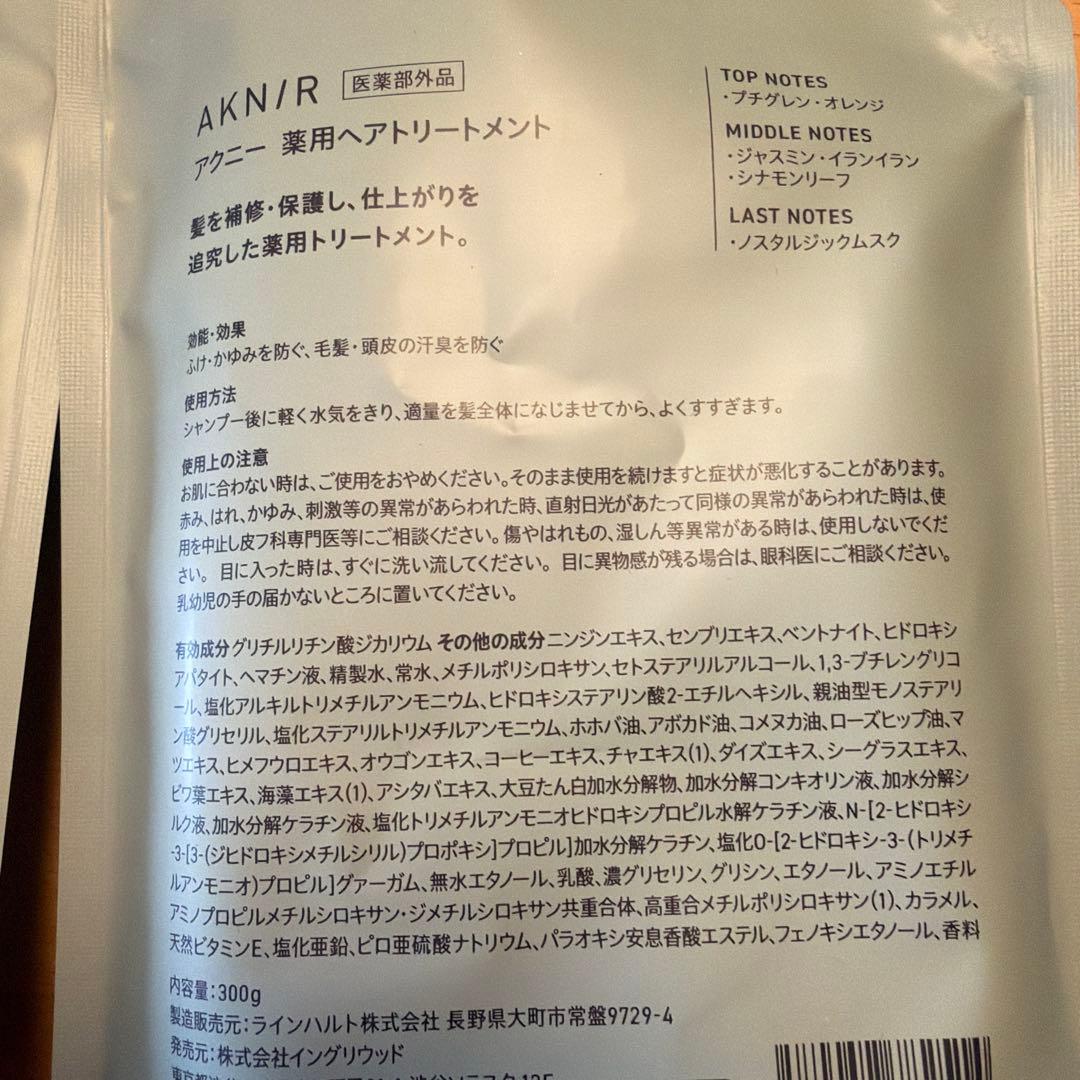 AKN/R 医薬部外品
アクニー 薬用ヘアトリートメント
髪を補修・保護し、仕上がりを
追究した薬用トリートメント。
TOP NOTES
・プチグレン・オレンジ
MIDDLE NOTES
・ジャスミン・イランイラン
・シナモンリーフ
LAST NOTES
・ノスタルジックムスク
効能・効果
ふけ・かゆみを防ぐ、毛髪・頭皮の汗臭を防ぐ
使用方法
シャンプー後に軽く水気をきり、適量を髪全体になじませてから、よくすすぎます。
使用上の注意
お肌に合わない時は、ご使用をおやめください。そのまま使用を続けますと症状が悪化することがあります。
赤み、はれ、かゆみ、刺激等の異常があらわれた時、直射日光があたって同様の異常があらわれた時は、使
用を中止し皮フ科専門医等にご相談ください。傷やはれもの、湿しん等異常がある時は、使用しないでくだ
さい。 目に入った時は、すぐに洗い流してください。 目に異物感が残る場合は、眼科医にご相談ください。
乳幼児の手の届かないところに置いてください。
有効成分 グリチルリチン酸ジカリウム その他の成分 ニンジンエキス、センブリエキス、ベントナイト、ヒドロキシ
アパタイト、ヘマチン液、精製水、常水、メチルポリシロキサン、セトステアリルアルコール、1,3-ブチレングリコ
ール、塩化アルキルトリメチルアンモニウム、ヒドロキシステアリン酸2-エチルヘキシル、親油型モノステアリ
ン酸グリセリル、塩化ステアリルトリメチルアンモニウム、ホホバ油、アボカド油、コメヌカ油、ローズヒップ油、マ
ツエキス、ヒメフウロエキス、オウゴンエキス、コーヒーエキス、チャエキス(1)、ダイズエキス、シーグラスエキス、
ビワ葉エキス、海藻エキス(1)、アシタバエキス、大豆たん白加水分解物、加水分解コンキオリン液、加水分解シ
ルク液、加水分解ケラチン液、塩化トリメチルアンモニオヒドロキシプロピル水解ケラチン液、N-[2-ヒドロキシ
-3-[3-(ジヒドロキシメチルシリル)プロポキシ]プロピル]加水分解ケラチン、塩化O-[2-ヒドロキシ-3-(トリメチ
ルアンモニオ)プロピル]グァーガム、無水エタノール、乳酸、濃グリセリン、グリシン、エタノール、アミノエチル
アミノプロピルメチルシロキサン・ジメチルシロキサン共重合体、高重合メチルポリシロキサン(1)、カラメル、
天然ビタミンE、塩化亜鉛、ピロ亜硫酸ナトリウム、パラオキシ安息香酸エステル、フェノキシエタノール、香料
内容量：300g
製造販売元：ラインハルト株式会社 長野県大町市常盤9729-4
発売元：株式会社イングリウッド